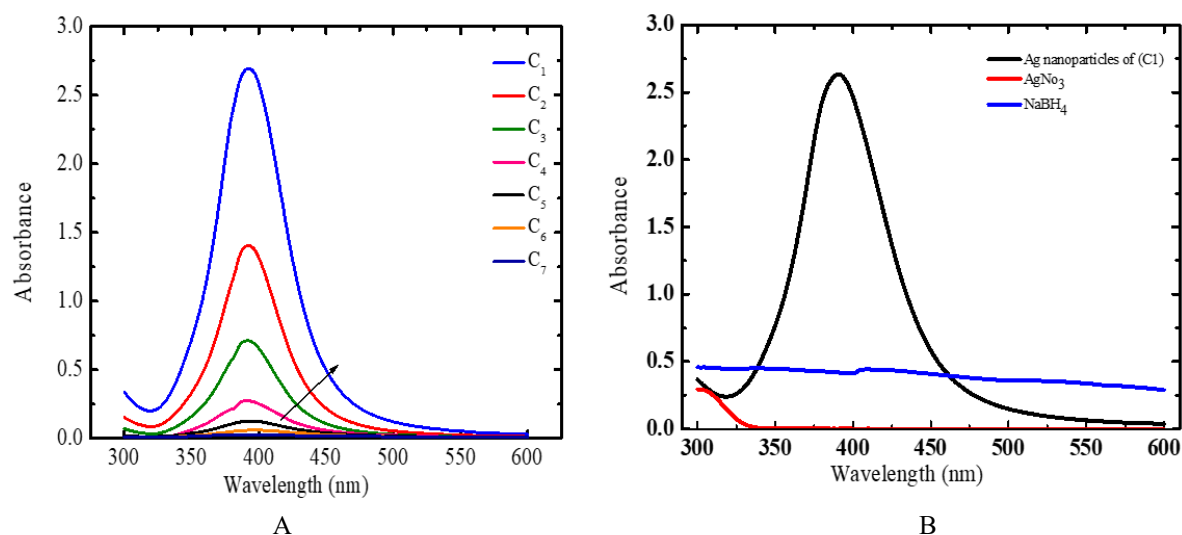 3.0
2.5
2.0
1.5
1.0
0.5
0.0
Absorbance
300 350 400 450 500 550 600
Wavelength (nm)
C1
C2
C3
C4
C5
C6
C7
A
3.0
2.5
2.0
1.5
1.0
0.5
0.0
Absorbance
300 350 400 450 500 550 600
Wavelength (nm)
Ag nanoparticles of (C1)
AgNo3
NaBH4
B